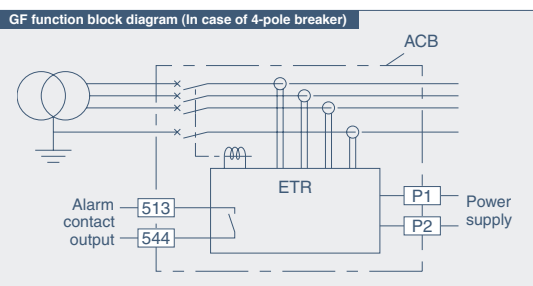 GF function block diagram (In case of 4-pole breaker)
ACB
ETR
Alarm
contact
output
513
544
P1
P2
Power
supply